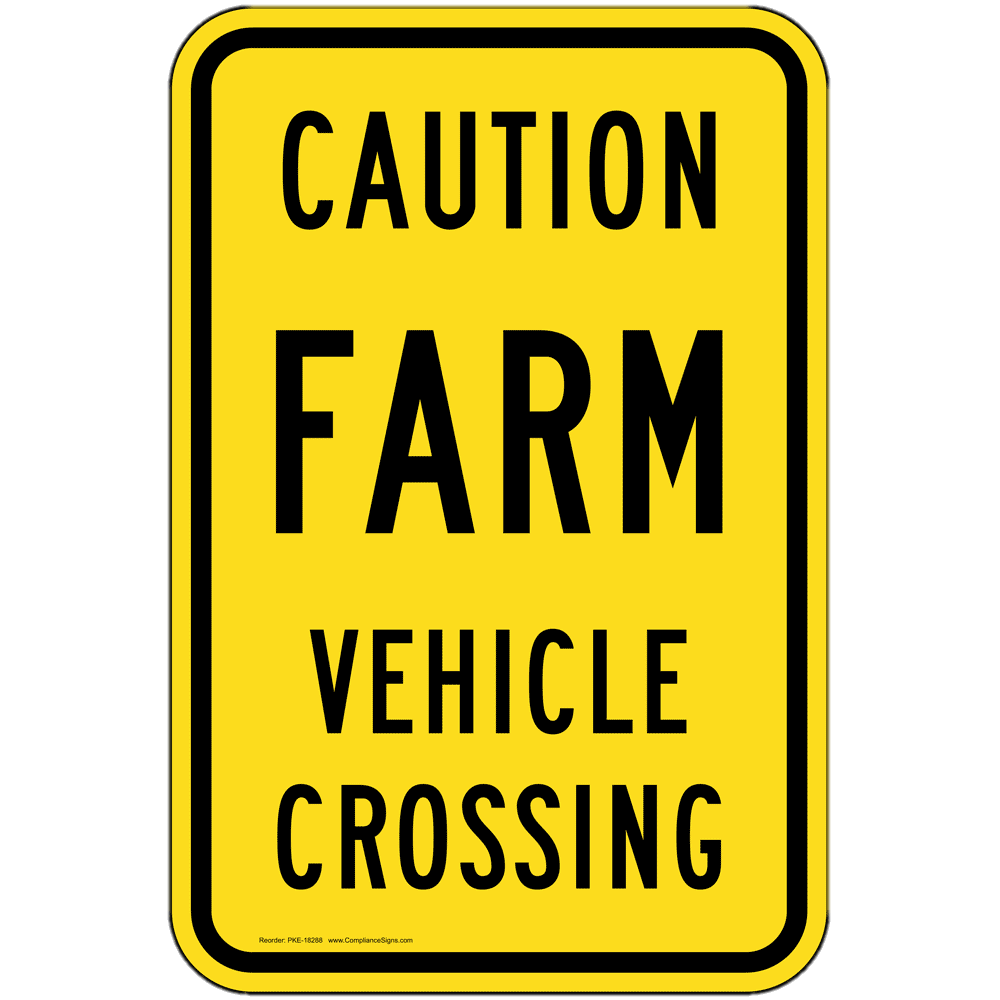 CAUTION
FARM
VEHICLE
CROSSING
Reorder: PKE-18288 www.ComplianceSigns.com